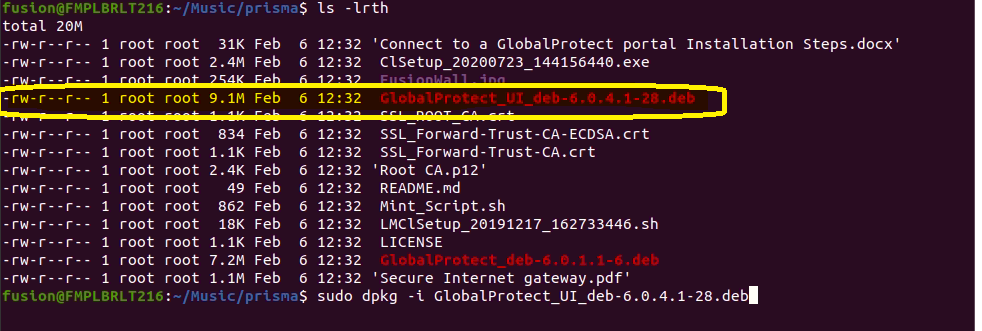 fusion@FMPLBRLT216:~/Music/prisma$ ls -lrth
total 20M
-rw-r--r-- 1 root root  31K Feb  6 12:32 'Connect to a GlobalProtect portal Installation Steps.docx'
-rw-r--r-- 1 root root 2.4M Feb  6 12:32  ClSetup_20200723_144156440.exe
-rw-r--r-- 1 root root 254K Feb  6 12:32  FusionWall.jpg
-rw-r--r-- 1 root root 9.1M Feb  6 12:32  GlobalProtect_UI_deb-6.0.4.1-28.deb
-rw-r--r-- 1 root root 1.1K Feb  6 12:32  SSL_ROOT_CA.crt
-rw-r--r-- 1 root root  834 Feb  6 12:32  SSL_Forward-Trust-CA-ECDSA.crt
-rw-r--r-- 1 root root 1.1K Feb  6 12:32  SSL_Forward-Trust-CA.crt
-rw-r--r-- 1 root root 2.4K Feb  6 12:32 'Root CA.p12'
-rw-r--r-- 1 root root   49 Feb  6 12:32  README.md
-rw-r--r-- 1 root root  862 Feb  6 12:32  Mint_Script.sh
-rw-r--r-- 1 root root  18K Feb  6 12:32  LMClSetup_20191217_162733446.sh
-rw-r--r-- 1 root root 1.1K Feb  6 12:32  LICENSE
-rw-r--r-- 1 root root 7.2M Feb  6 12:32  GlobalProtect_deb-6.0.1.1-6.deb
-rw-r--r-- 1 root root 1.1M Feb  6 12:32 'Secure Internet gateway.pdf'
fusion@FMPLBRLT216:~/Music/prisma$ sudo dpkg -i GlobalProtect_UI_deb-6.0.4.1-28.deb